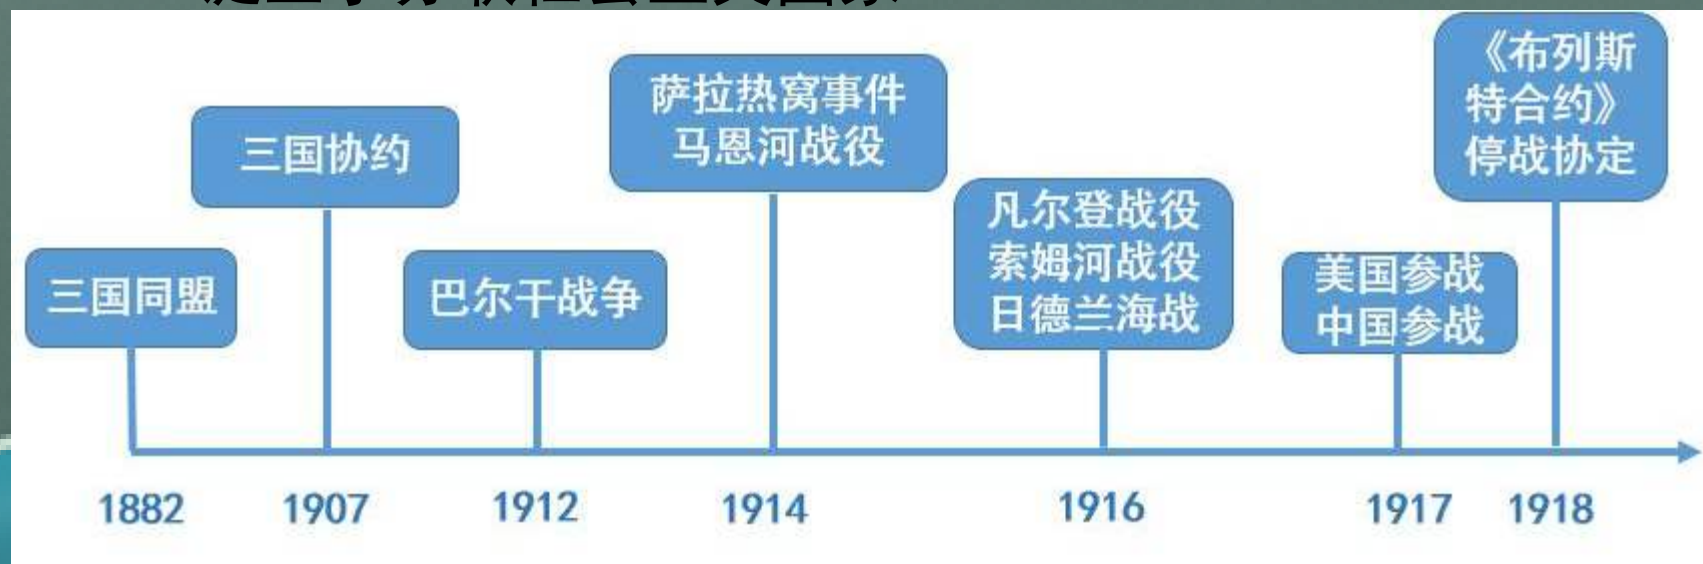 三国同盟
三国协约
巴尔干战争
萨拉热窝事件
马恩河战役
凡尔登战役
索姆河战役
日德兰海战
美国参战
中国参战
《布列斯
特合约》
停战协定
1882
1907
1912
1914
1916
1917
1918